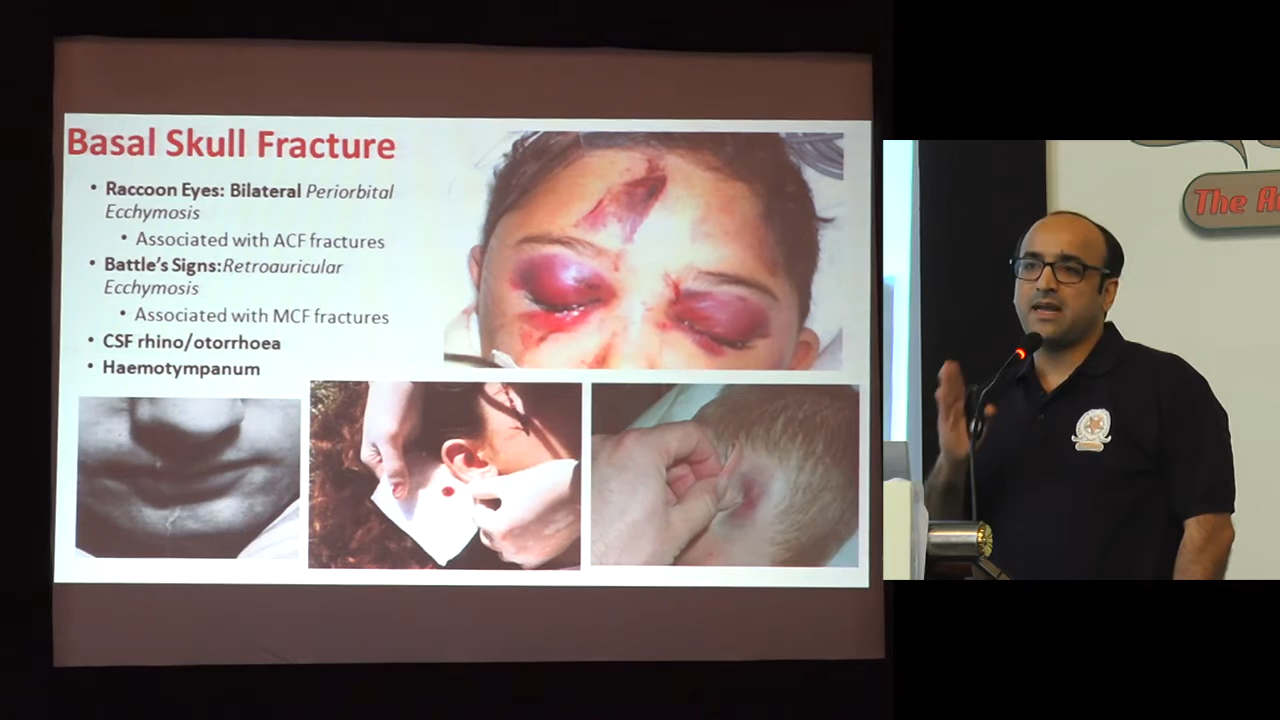 Basal Skull Fracture
• Raccoon Eyes: Bilateral Periorbital
Ecchymosis
• Associated with ACF fractures
• Battle's Signs:Retroauricular
Ecchymosis
• Associated with MCF fractures
• CSF rhino/otorrhoea
• Haemotympanum
The